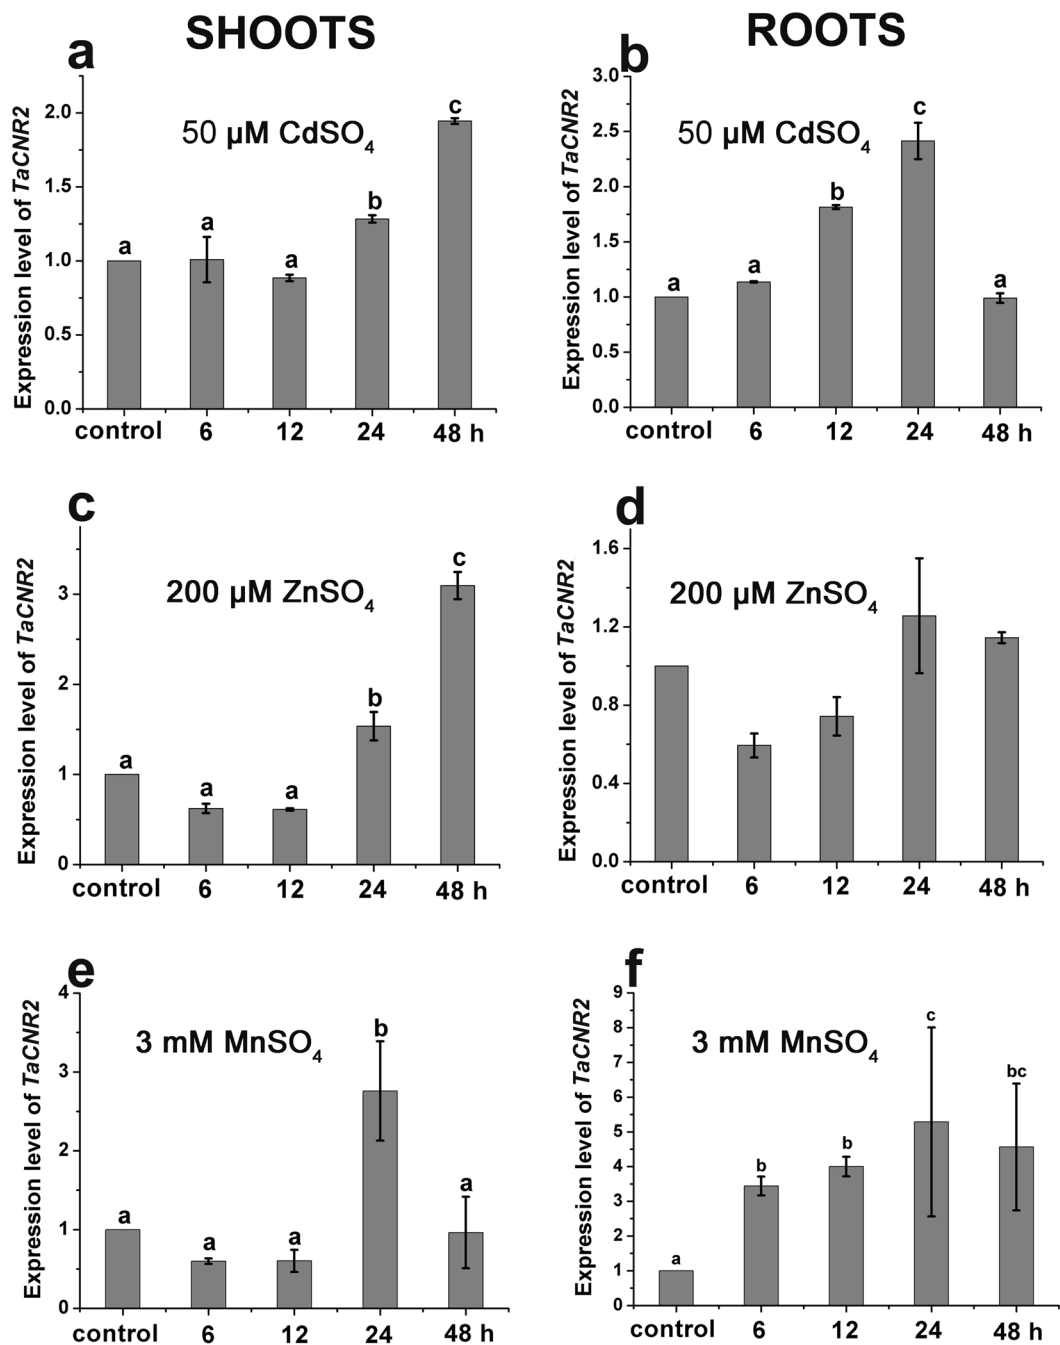 SHOOTS
ROOTS
a
50 µM CdSO4
Expression level of TaCNR2
2.0
1.5
1.0
0.5
0.0
a
a
a
b
c
control 6 12 24 48 h
b
50 µM CdSO4
Expression level of TaCNR2
3.0
2.5
2.0
1.5
1.0
0.5
0.0
a
a
b
c
a
control 6 12 24 48 h
c
200 µM ZnSO4
Expression level of TaCNR2
3
2
1
0
a
a
a
b
c
control 6 12 24 48 h
d
200 µM ZnSO4
Expression level of TaCNR2
1.6
1.2
0.8
0.4
0.0
control 6 12 24 48 h
e
3 mM MnSO4
Expression level of TaCNR2
4
3
2
1
0
a
a
a
b
a
control 6 12 24 48 h
f
3 mM MnSO4
Expression level of TaCNR2
9
8
7
6
5
4
3
2
1
0
a
b
b
c
bc
control 6 12 24 48 h